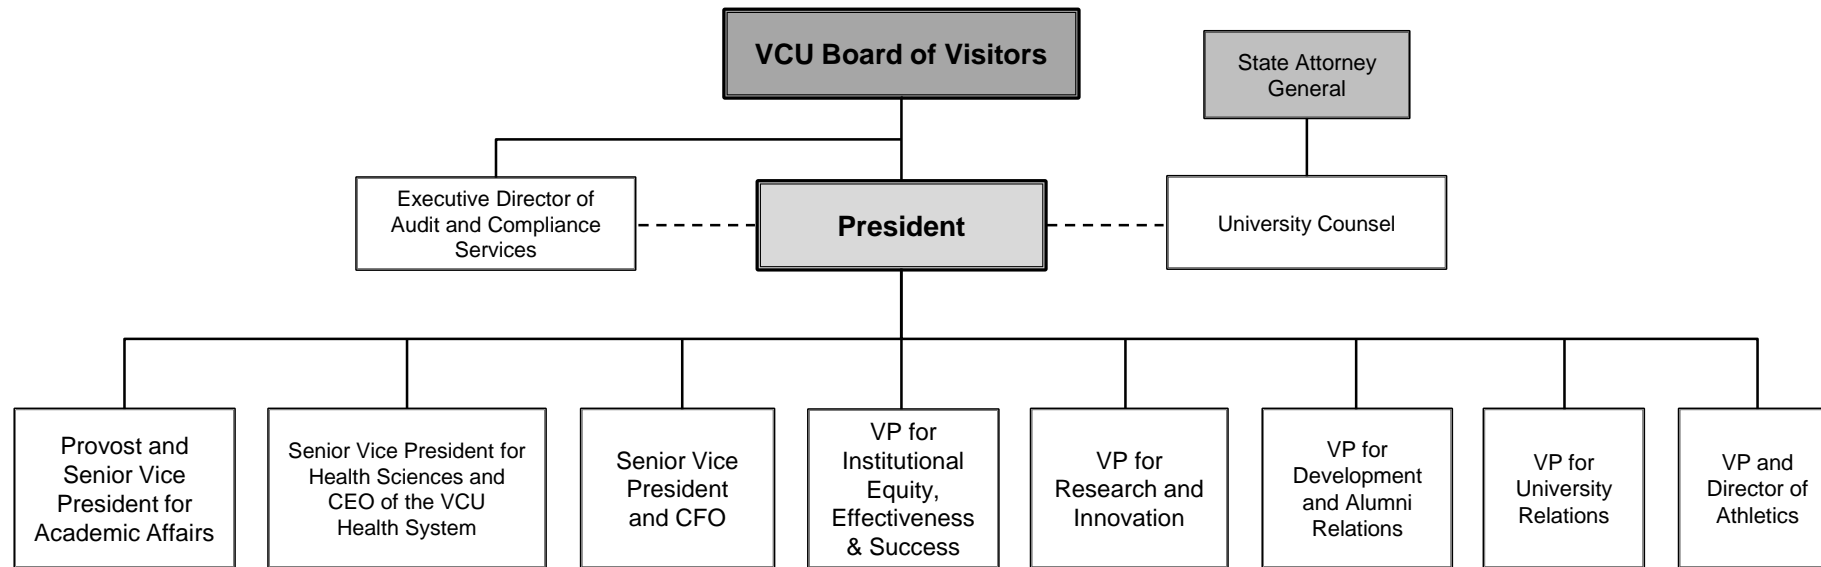 VCU Board of Visitors
State Attorney
General
Executive Director of
Audit and Compliance
Services
President
University Counsel
Provost and
Senior Vice
President for
Academic Affairs
Senior Vice President for
Health Sciences and
CEO of the VCU
Health System
Senior Vice
President
and CFO
VP for
Institutional
Equity,
Effectiveness
& Success
VP for
Research and
Innovation
VP for
Development
and Alumni
Relations
VP for
University
Relations
VP and
Director of
Athletics